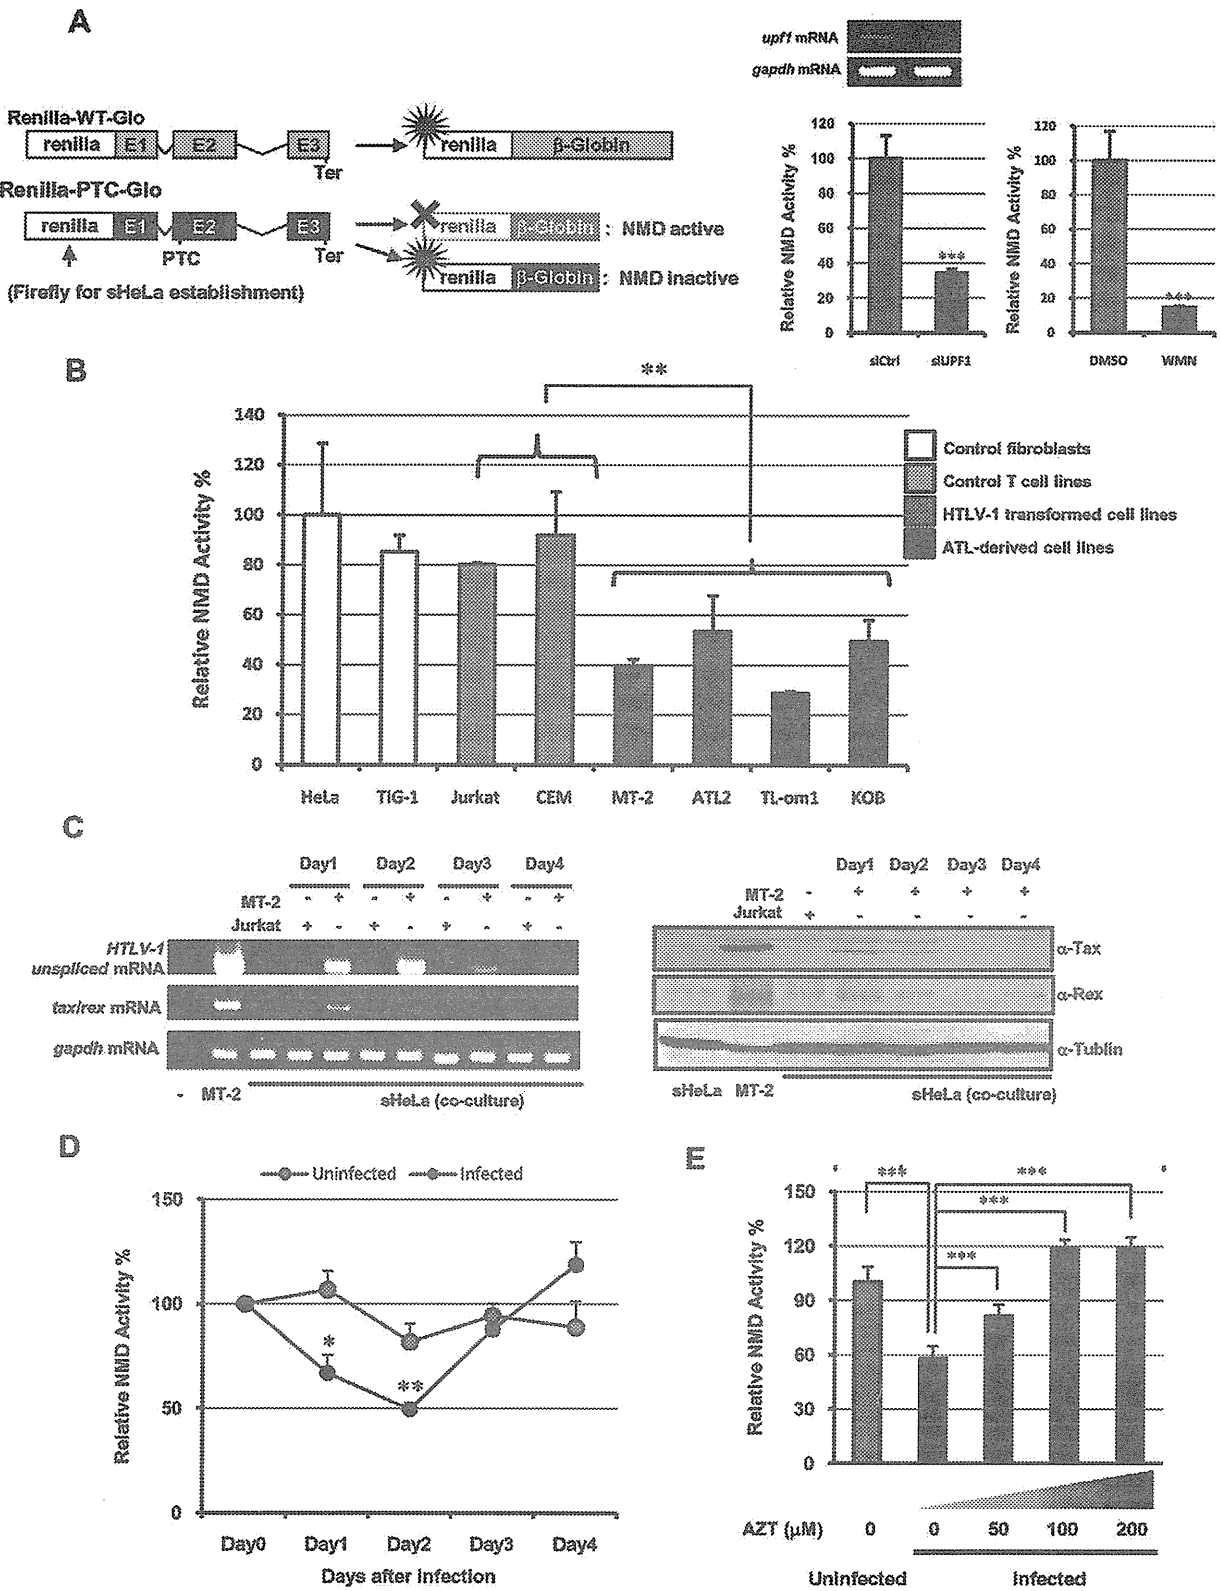 A
Renilla-WT-Glo
renilla E1 E2 E3
Ter
renilla β-Globin
Renilla-PTC-Glo
renilla E1 E2 E3
PTC
Ter
renilla β-Globin : NMD active
renilla β-Globin : NMD inactive
(Firefly for sHeLa establishment)
upf1 mRNA
gapdh mRNA
Relative NMD Activity %
120
100
80
60
40
20
0
***
siCtrl siUPF1
Relative NMD Activity %
120
100
80
60
40
20
0
***
DMSO WMN
B
**
Relative NMD Activity %
140
120
100
80
60
40
20
0
HeLa TIG-1 Jurkat CEM MT-2 ATL2 TL-om1 KOB
Control fibroblasts
Control T cell lines
HTLV-1 transformed cell lines
ATL-derived cell lines
C
Day1 Day2 Day3 Day4
MT-2 - + - + - + - +
Jurkat + - + - + - + -
HTLV-1
unspliced mRNA
tax/rex mRNA
gapdh mRNA
- MT-2 sHeLa (co-culture)
Day1 Day2 Day3 Day4
MT-2 - + + + +
Jurkat + - - - -
α-Tax
α-Rex
α-Tublin
sHeLa MT-2 sHeLa (co-culture)
D
Uninfected Infected
Relative NMD Activity %
150
100
50
0
*
**
Day0 Day1 Day2 Day3 Day4
Days after infection
E
*** ***
***
***
Relative NMD Activity %
150
120
90
60
30
0
AZT (μM) 0 0 50 100 200
Uninfected Infected